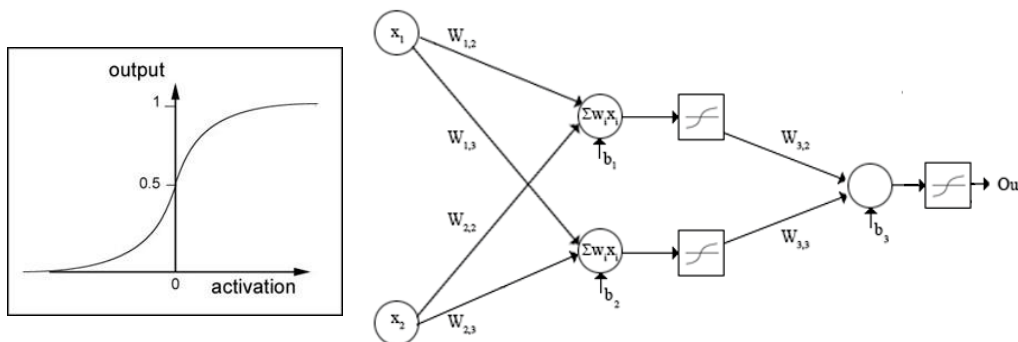 output
1
0.5
0
activation
x₁
W₁,₂
W₁,₃
W₂,₂
W₂,₃
x₂
Σwᵢxᵢ
b₁
Σwᵢxᵢ
b₂
W₃,₂
W₃,₃
b₃
Ou